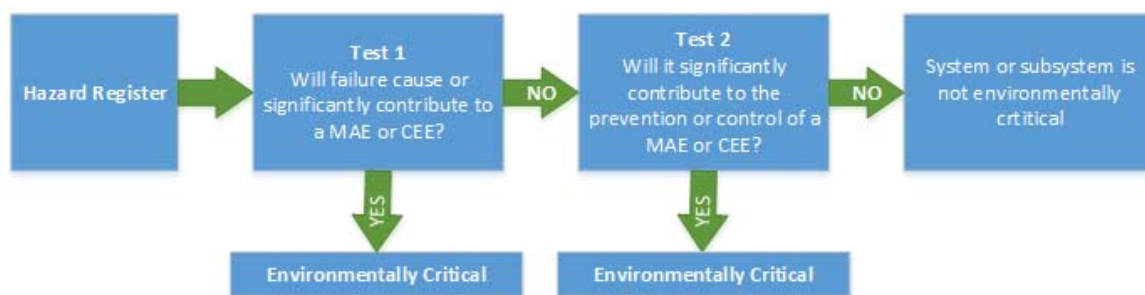 Hazard Register
Test 1
Will failure cause or
significantly contribute to
a MAE or CEE?
NO
Test 2
Will it significantly
contribute to the
prevention or control of a
MAE or CEE?
NO
System or subsystem is
not environmentally
crtitical
YES
YES
Environmentally Critical
Environmentally Critical